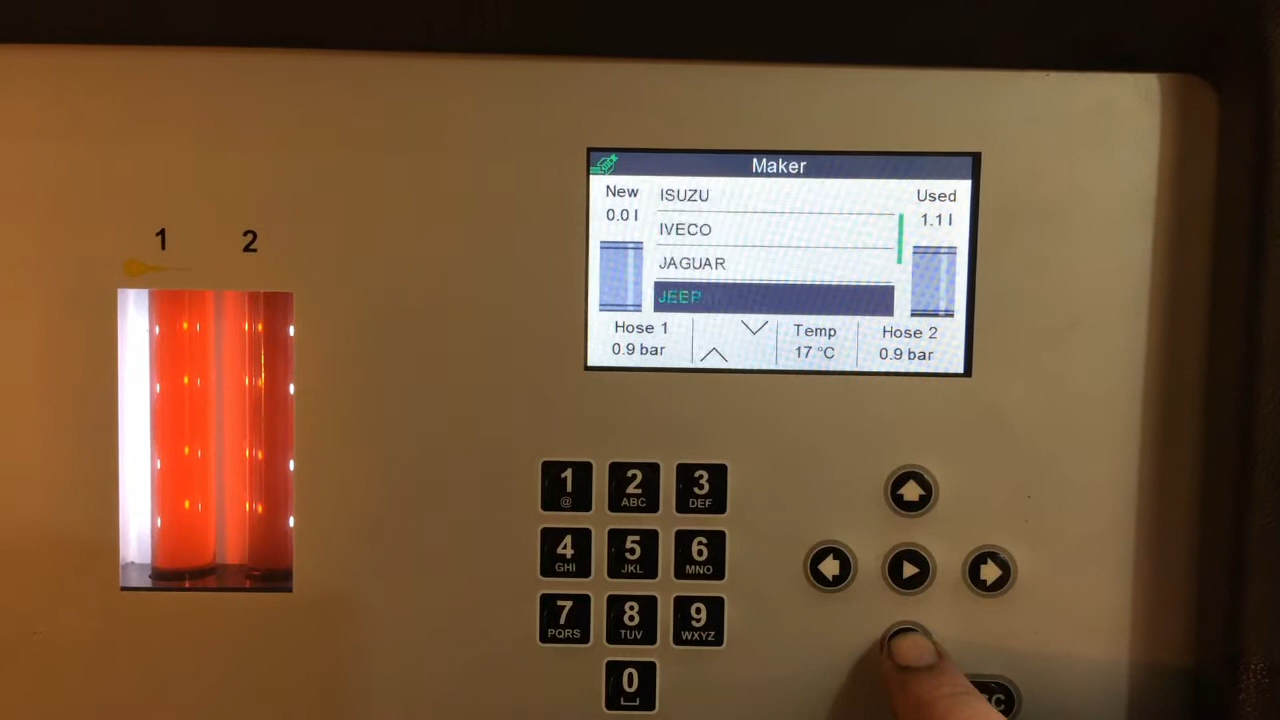 Maker
New
0.0 l
ISUZU
IVECO
JAGUAR
JEEP
Used
1.1 l
Hose 1
0.9 bar
Temp
17 °C
Hose 2
0.9 bar
1 2
1 @
2 ABC
3 DEF
4 GHI
5 JKL
6 MNO
7 PQRS
8 TUV
9 WXYZ
0